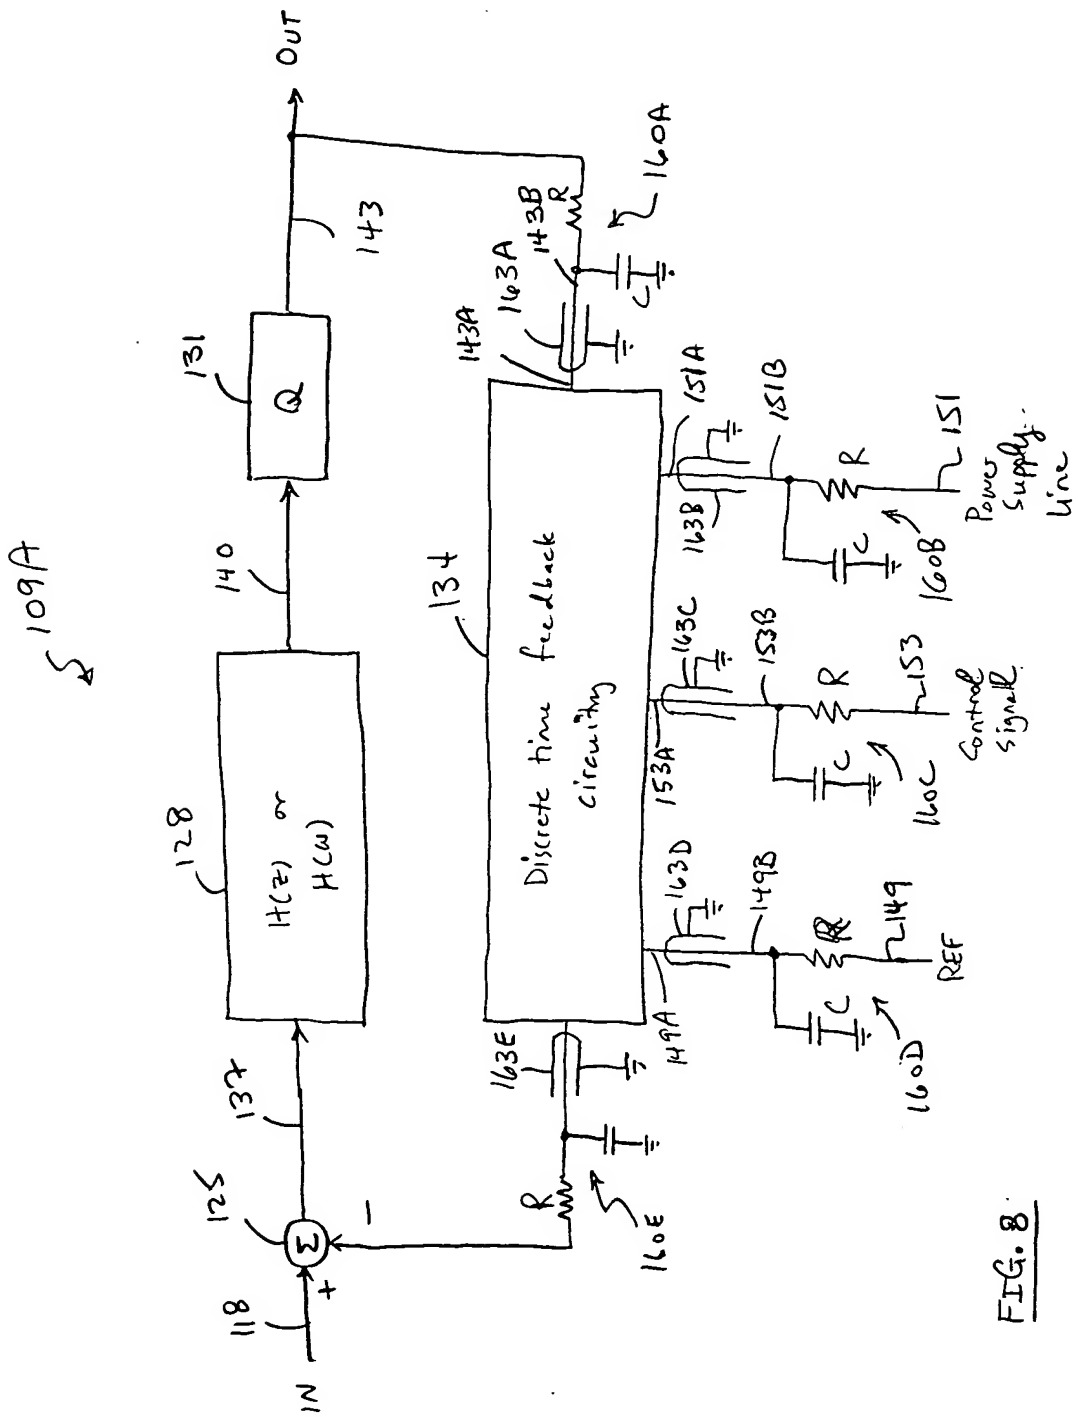 109A
IN
118
+
125
Σ
−
137
128
H(z) or
H(ω)
140
131
Q
143
OUT
134
Discrete time feedback
circuitry
163E
R
160E
143A
163A
143B
R
C
160A
149A
163D
149B
C
149
REF
160D
153A
163C
153B
C
R
153
Control
Signal
160C
151A
163B
151B
C
R
151
Power
Supply
Line
160B
FIG. 8